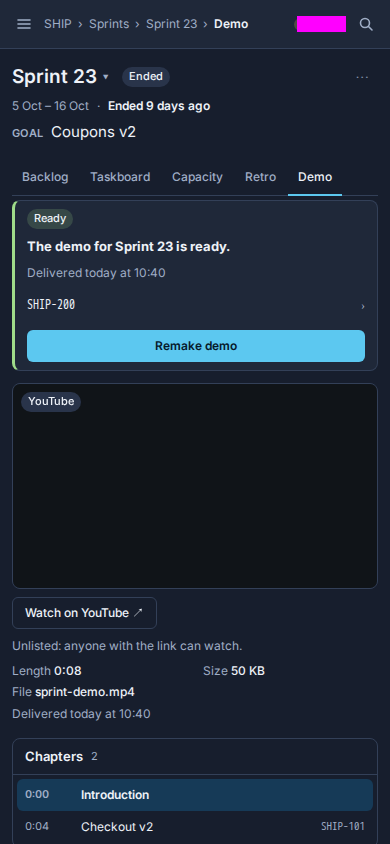 SHIP › Sprints › Sprint 23 › Demo
Sprint 23 ▾ Ended ...
5 Oct – 16 Oct · Ended 9 days ago
GOAL Coupons v2
Backlog Taskboard Capacity Retro Demo
Ready
The demo for Sprint 23 is ready.
Delivered today at 10:40
SHIP-200 ›
Remake demo
YouTube
Watch on YouTube ↗
Unlisted: anyone with the link can watch.
Length 0:08 Size 50 KB
File sprint-demo.mp4
Delivered today at 10:40
Chapters 2
0:00 Introduction
0:04 Checkout v2 SHIP-101